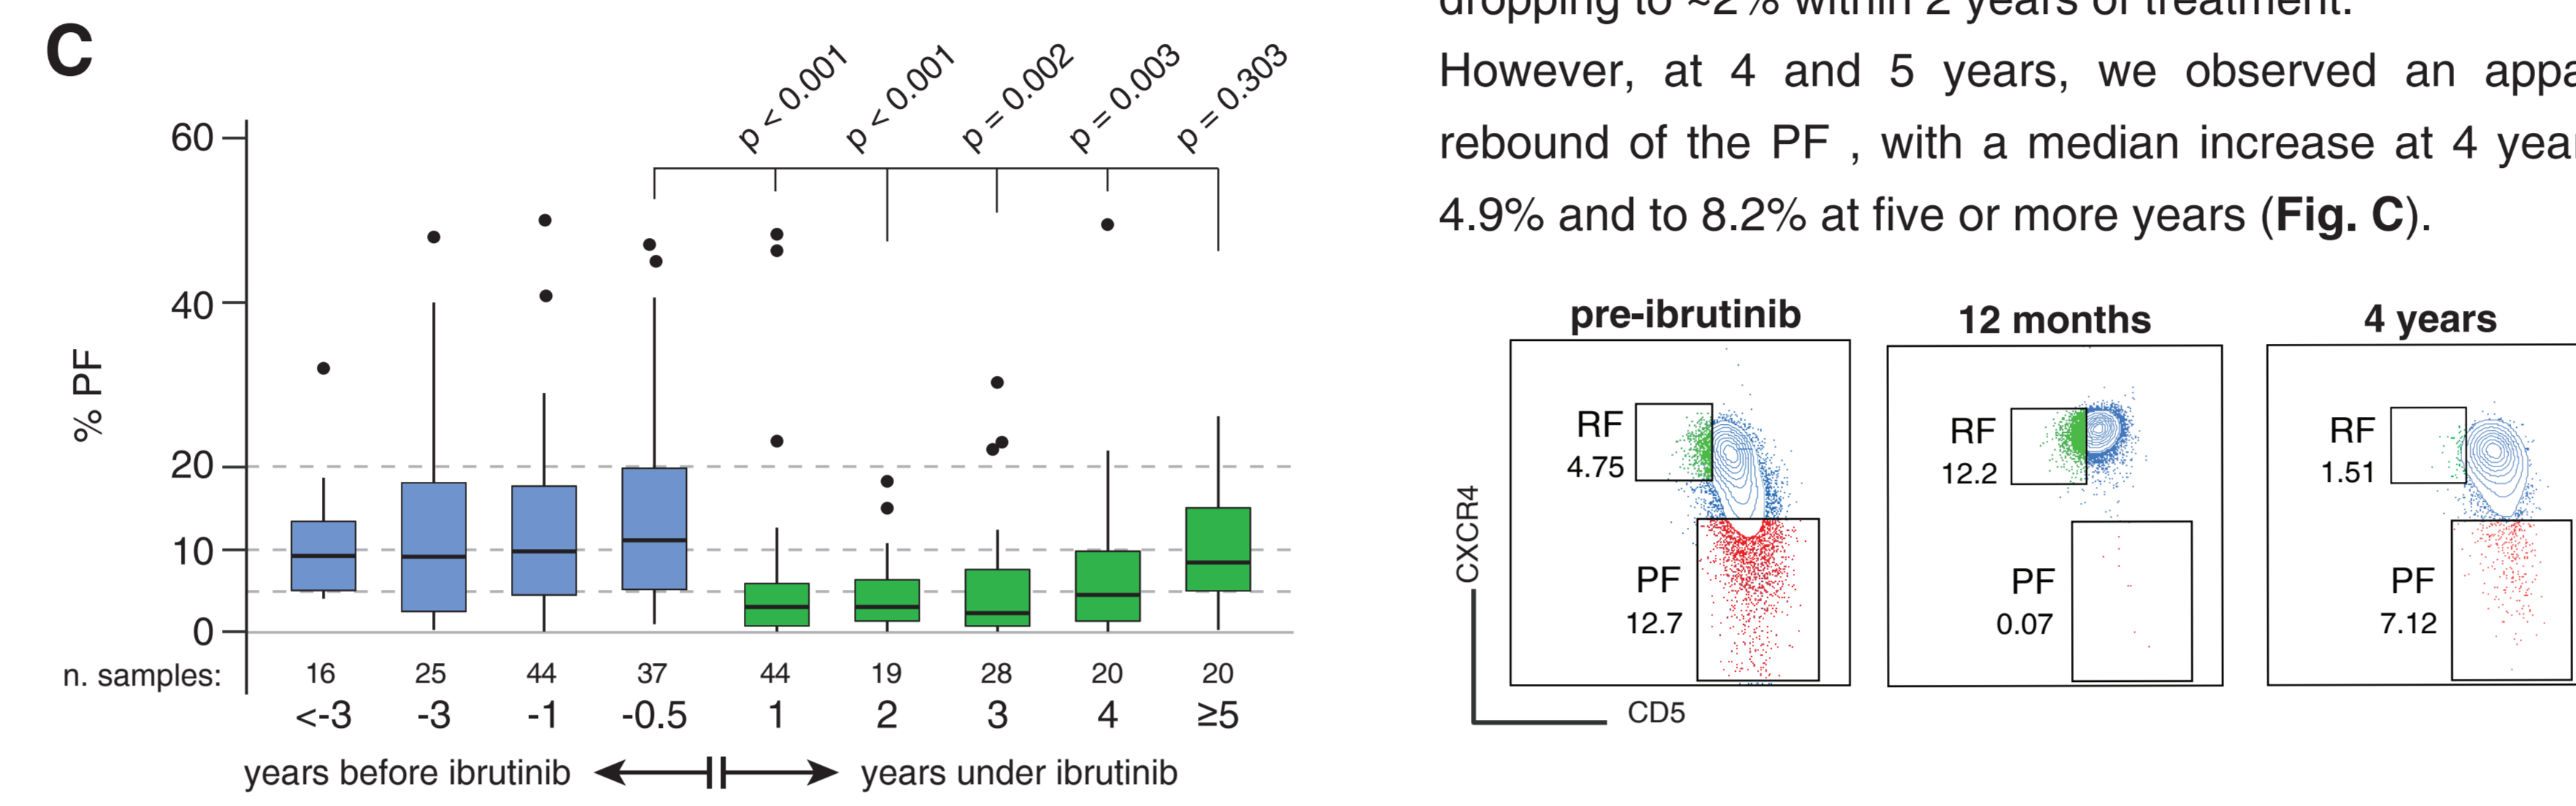 C
p < 0.001
p < 0.001
p = 0.002
p = 0.003
p = 0.303
60
40
20
10
0
% PF
n. samples: 16 25 44 37 44 19 28 20 20
<-3 -3 -1 -0.5 1 2 3 4 ≥5
years before ibrutinib years under ibrutinib
dropping to ~2% within 2 years of treatment.
However, at 4 and 5 years, we observed an
rebound of the PF , with a median increase at 4
4.9% and to 8.2% at five or more years (Fig. C).
pre-ibrutinib 12 months 4 years
RF
4.75
PF
12.7
RF
12.2
PF
0.07
RF
1.51
PF
7.12
CXCR4
CD5